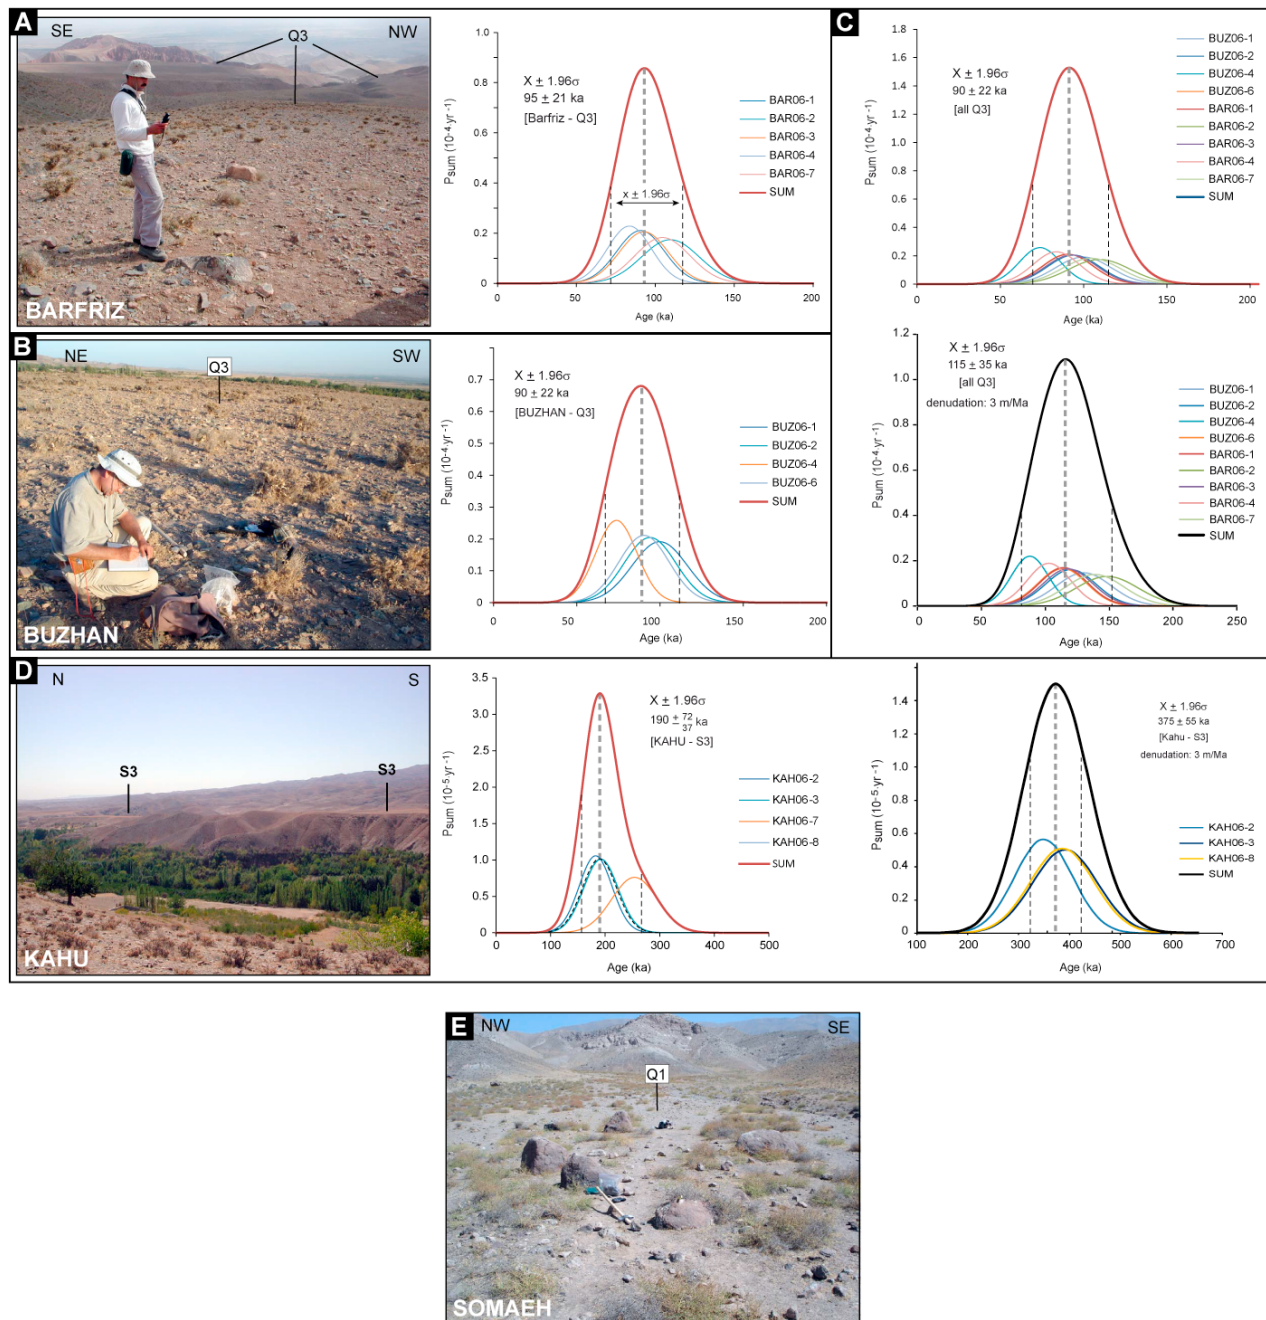 A
SE
Q3
NW
BARFRIZ
1.0
0.8
0.6
0.4
0.2
0
50
100
150
200
Psum (10⁻⁴.yr⁻¹)
Age (ka)
X ± 1.96σ
95 ± 21 ka
[Barfriz - Q3]
x ± 1.96σ
BAR06-1
BAR06-2
BAR06-3
BAR06-4
BAR06-7
SUM
C
1.8
1.6
1.4
1.2
1.0
0.8
0.6
0.4
0.2
0
0
50
100
150
200
Psum (10⁻⁴.yr⁻¹)
Age (ka)
X ± 1.96σ
90 ± 22 ka
[all Q3]
BUZ06-1
BUZ06-2
BUZ06-4
BUZ06-6
BAR06-1
BAR06-2
BAR06-3
BAR06-4
BAR06-7
SUM
B
NE
Q3
SW
BUZHAN
0.7
0.6
0.5
0.4
0.3
0.2
0.1
0
0
50
100
150
200
Psum (10⁻⁴.yr⁻¹)
Age (ka)
X ± 1.96σ
90 ± 22 ka
[BUZHAN - Q3]
BUZ06-1
BUZ06-2
BUZ06-4
BUZ06-6
SUM
1.2
1.0
0.8
0.6
0.4
0.2
0
0
50
100
150
200
250
Psum (10⁻⁴.yr⁻¹)
Age (ka)
X ± 1.96σ
115 ± 35 ka
[all Q3]
denudation: 3 m/Ma
BUZ06-1
BUZ06-2
BUZ06-4
BUZ06-6
BAR06-1
BAR06-2
BAR06-3
BAR06-4
BAR06-7
SUM
D
N
S
S3
S3
KAHU
3.5
3.0
2.5
2.0
1.5
1.0
0.5
0
0
100
200
300
400
500
Psum (10⁻⁵.yr⁻¹)
Age (ka)
X ± 1.96σ
190 + 72 / - 37 ka
[KAHU - S3]
KAH06-2
KAH06-3
KAH06-7
KAH06-8
SUM
1.4
1.2
1.0
0.8
0.6
0.4
0.2
0
100
200
300
400
500
600
700
Psum (10⁻⁵.yr⁻¹)
Age (ka)
X ± 1.96σ
375 ± 55 ka
[Kahu - S3]
denudation: 3 m/Ma
KAH06-2
KAH06-3
KAH06-8
SUM
E
NW
SE
Q1
SOMAEH